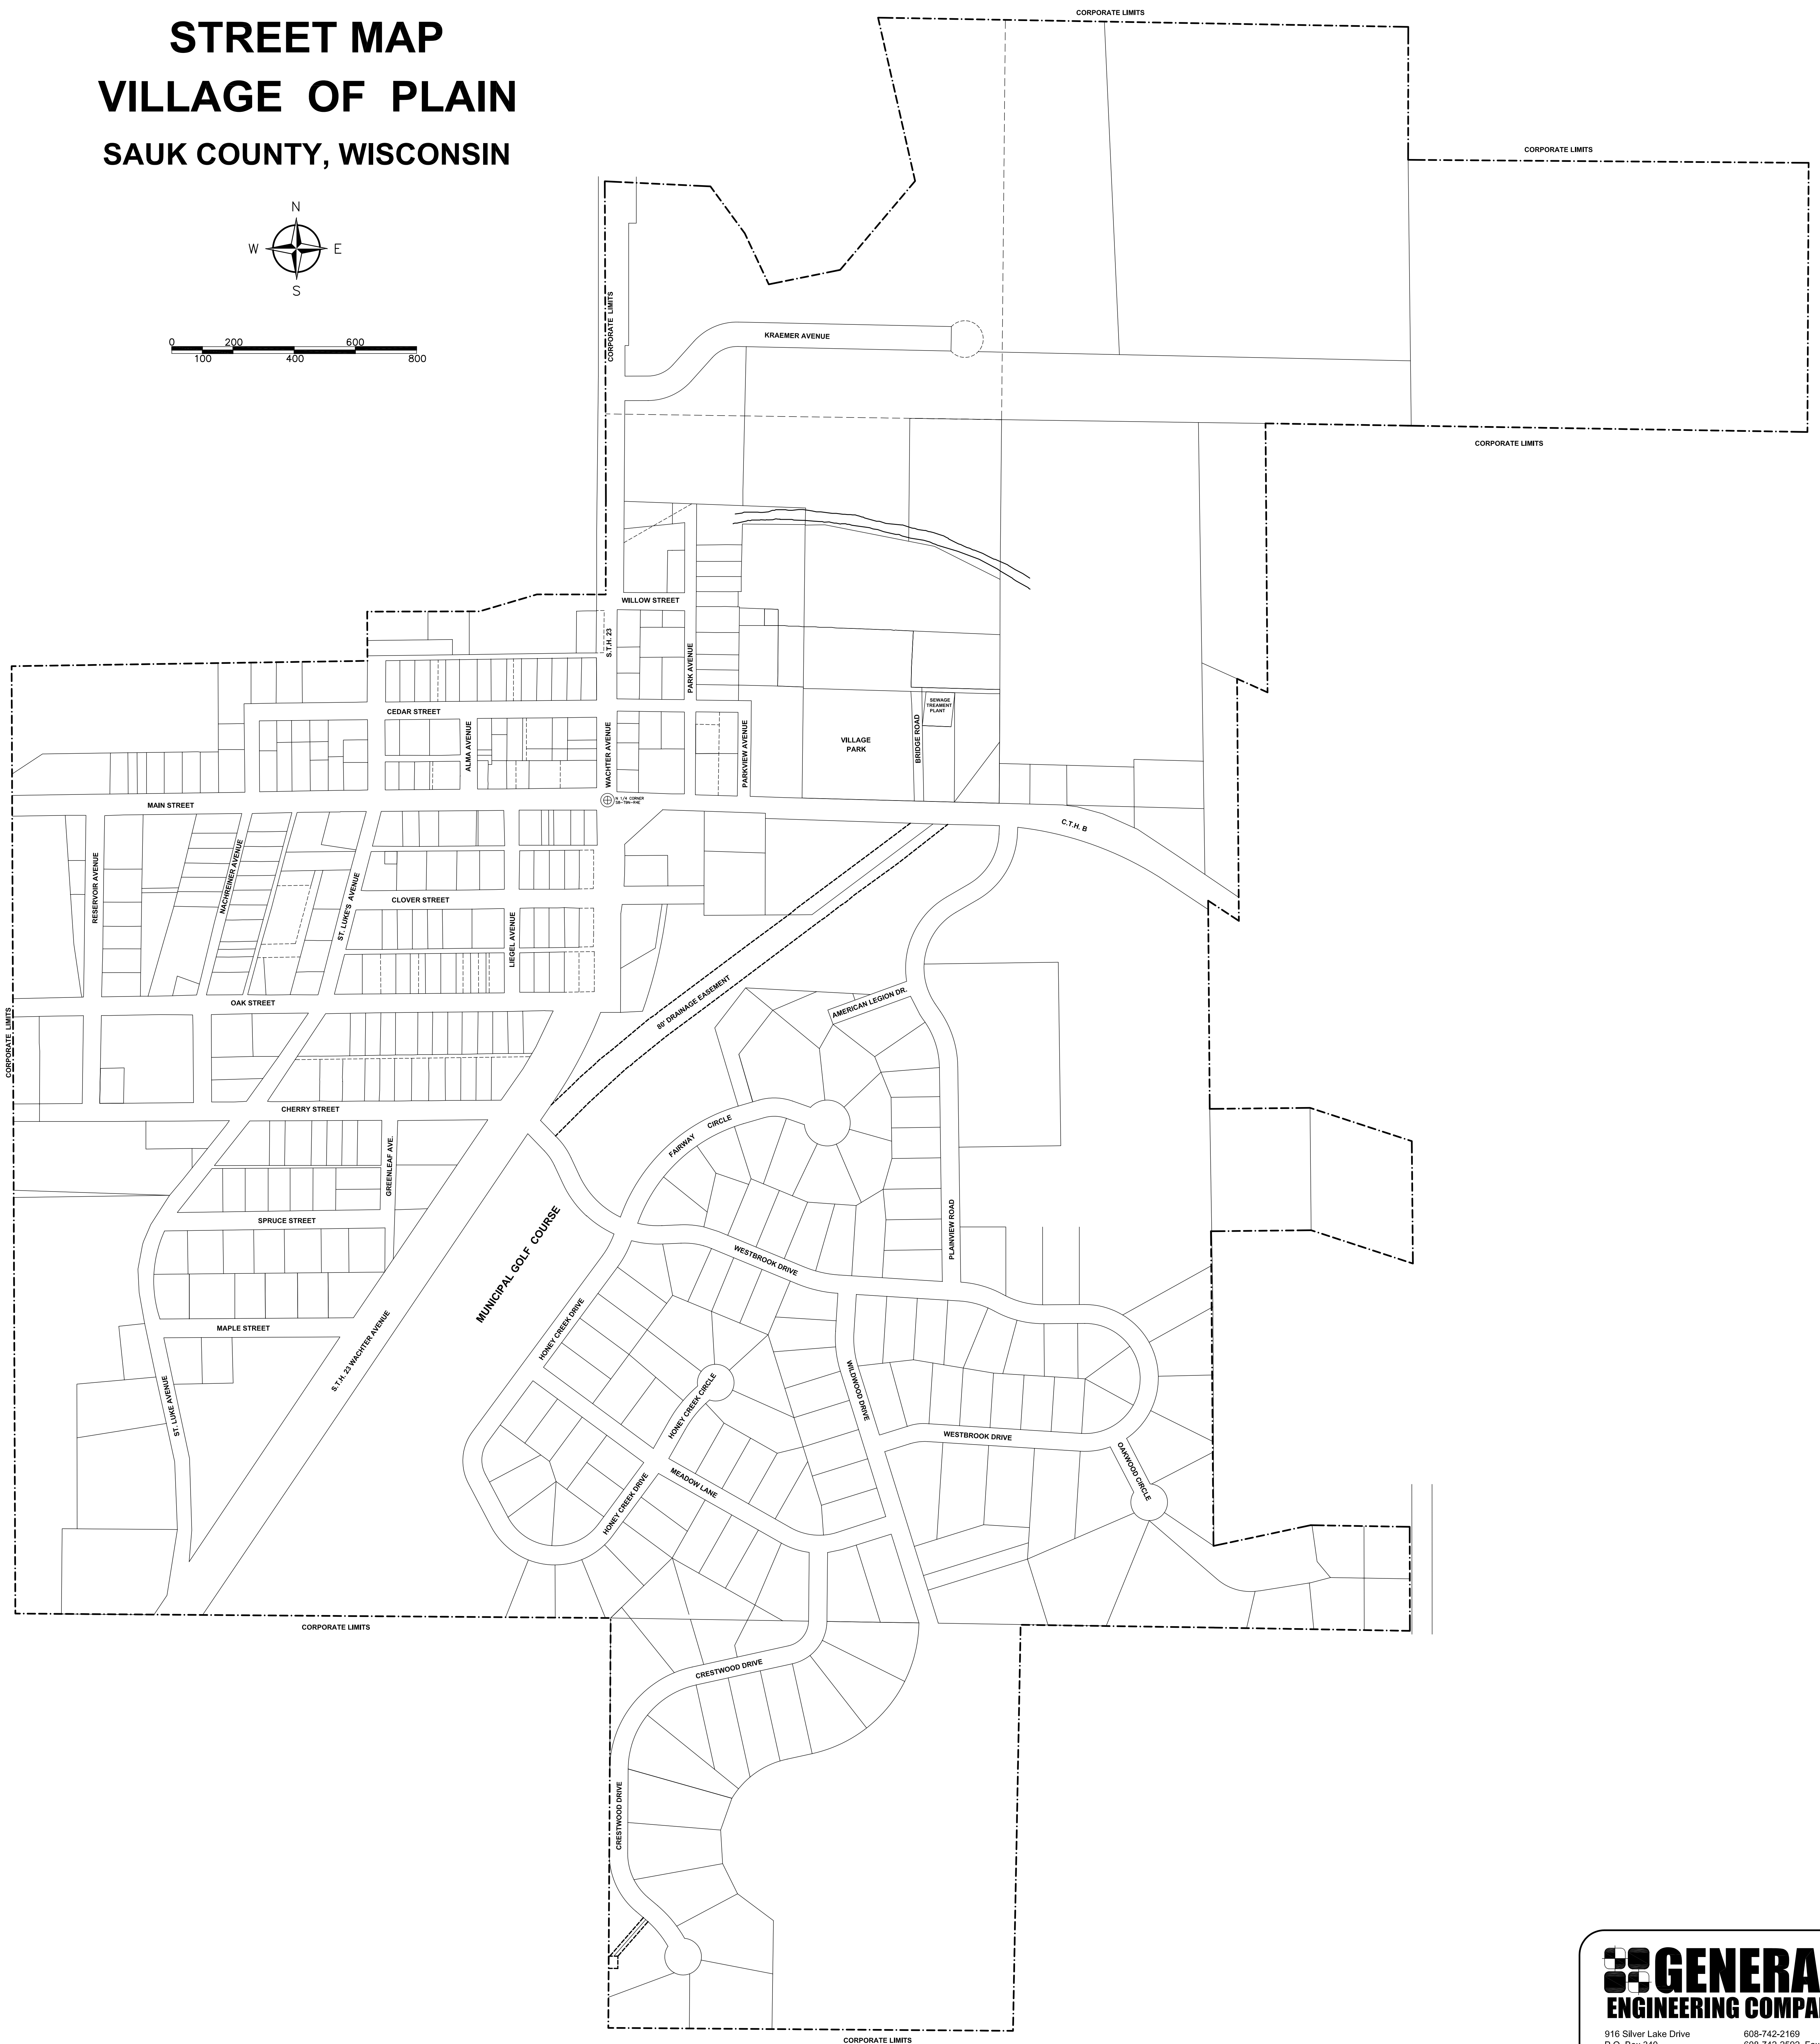 STREET MAP
VILLAGE OF PLAIN
SAUK COUNTY, WISCONSIN
N
W E
S
0 200 600
100 400 800
CORPORATE LIMITS
CORPORATE LIMITS
CORPORATE LIMITS
CORPORATE LIMITS
KRAEMER AVENUE
WILLOW STREET
S.T.H. 23
PARK AVENUE
CEDAR STREET
ALMA AVENUE
WACHTER AVENUE
PARKVIEW AVENUE
VILLAGE
PARK
BRIDGE ROAD
SEWAGE
TREAMENT
PLANT
MAIN STREET
N 1/4 CORNER
C.T.H. B
RESERVOIR AVENUE
NACHREINER AVENUE
ST. LUKE'S AVENUE
CLOVER STREET
LIEGEL AVENUE
OAK STREET
80' DRAINAGE EASEMENT
AMERICAN LEGION DR.
CORPORATE LIMITS
CHERRY STREET
GREENLEAF AVE.
FAIRWAY CIRCLE
SPRUCE STREET
MUNICIPAL GOLF COURSE
PLAINVIEW ROAD
WESTBROOK DRIVE
MAPLE STREET
HONEY CREEK DRIVE
S.T.H. 23 WACHTER AVENUE
ST. LUKE AVENUE
HONEY CREEK CIRCLE
WILDWOOD DRIVE
WESTBROOK DRIVE
OAKWOOD CIRCLE
MEADOW LANE
HONEY CREEK DRIVE
CORPORATE LIMITS
CRESTWOOD DRIVE
CRESTWOOD DRIVE
CORPORATE LIMITS
GENERA
ENGINEERING COMPA
916 Silver Lake Drive 608-742-2169